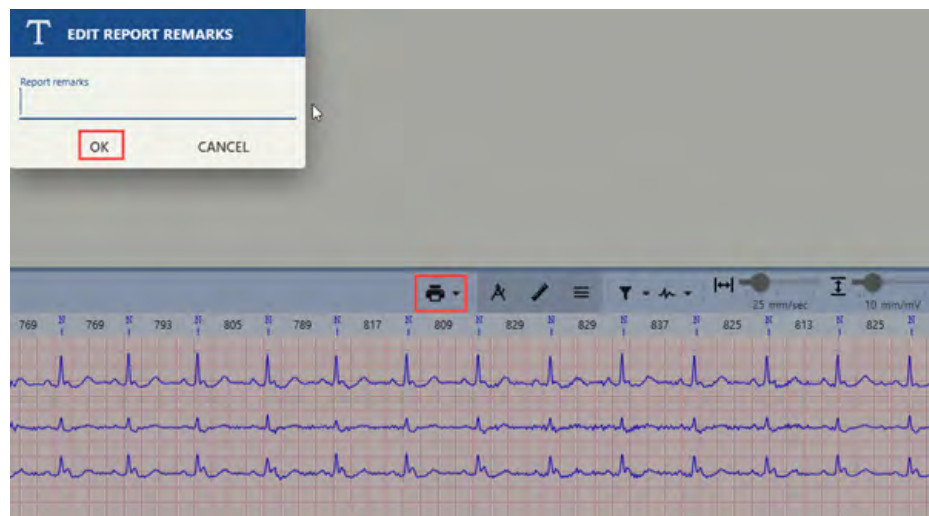 T EDIT REPORT REMARKS
Report remarks
OK CANCEL
25 mm/sec 10 mm/mV
769 N 769 N 793 N 805 N 789 N 817 N 809 N 829 N 829 N 837 N 825 N 813 N 825 N